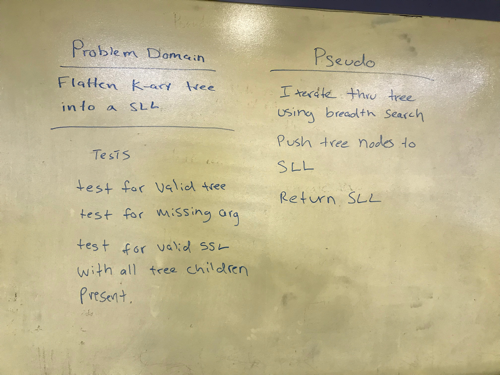 Problem Domain
Flatten K-ary tree
into a SLL
Tests
test for valid tree
test for missing arg
test for valid SSL
with all tree children
Present.
Pseudo
Iterate thru tree
using breadth search
Push tree nodes to
SLL
Return SLL